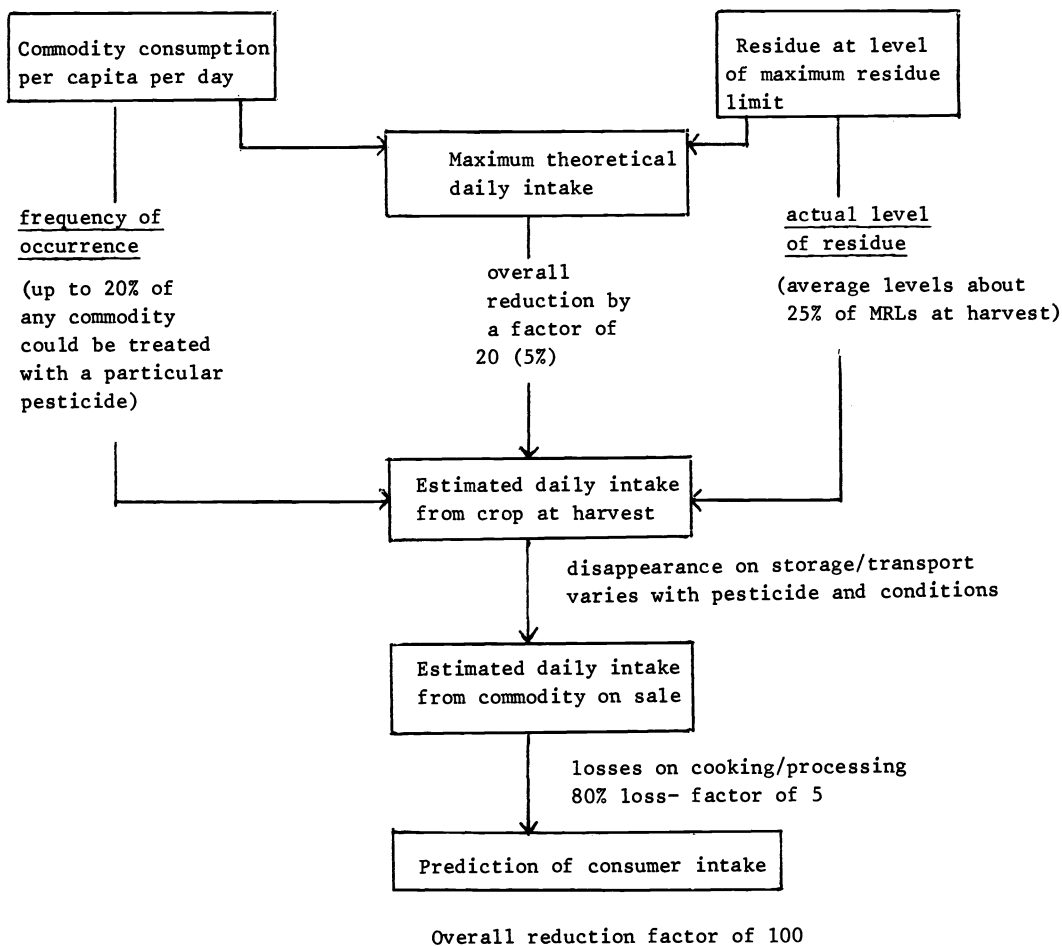 Commodity consumption
per capita per day
Residue at level
of maximum residue
limit
Maximum theoretical
daily intake
frequency of
occurrence
(up to 20% of
any commodity
could be treated
with a particular
pesticide)
overall
reduction by
a factor of
20 (5%)
actual level
of residue
(average levels about
25% of MRLs at harvest)
Estimated daily intake
from crop at harvest
disappearance on storage/transport
varies with pesticide and conditions
Estimated daily intake
from commodity on sale
losses on cooking/processing
80% loss- factor of 5
Prediction of consumer intake
Overall reduction factor of 100